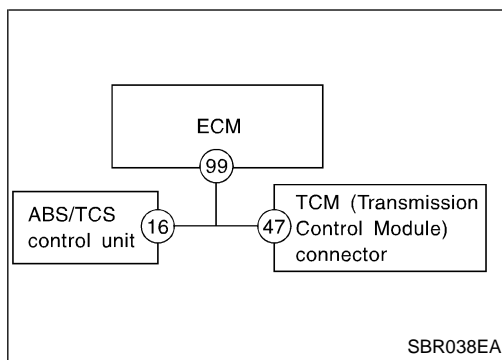 ECM
99
ABS/TCS
control unit
16
47
TCM (Transmission
Control Module)
connector
SBR038EA